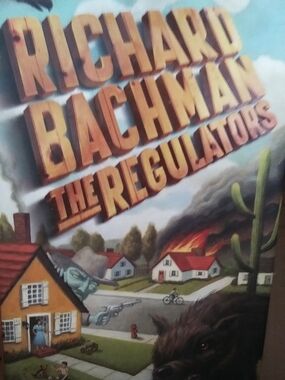 RICHARD
BACHMAN
THE REGULATORS